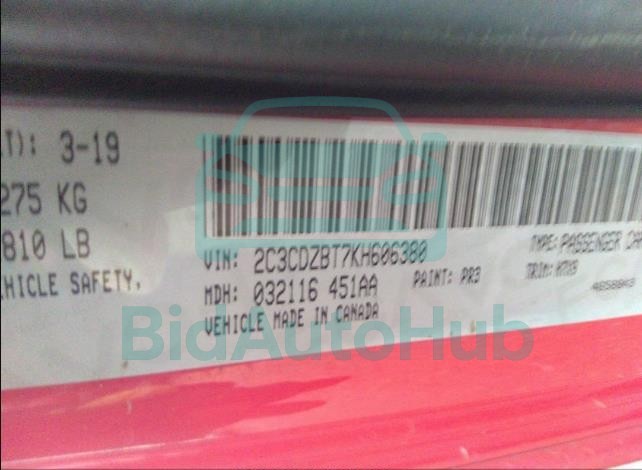 T): 3-19
275 KG
810 LB
EHICLE SAFETY,
VIN: 2C3CDZBT7KH606380
TYPE: PASSENGER CAR
MDH: 032116 451AA
PAINT: PR3
TRIM:
VEHICLE MADE IN CANADA
BidAutoHub